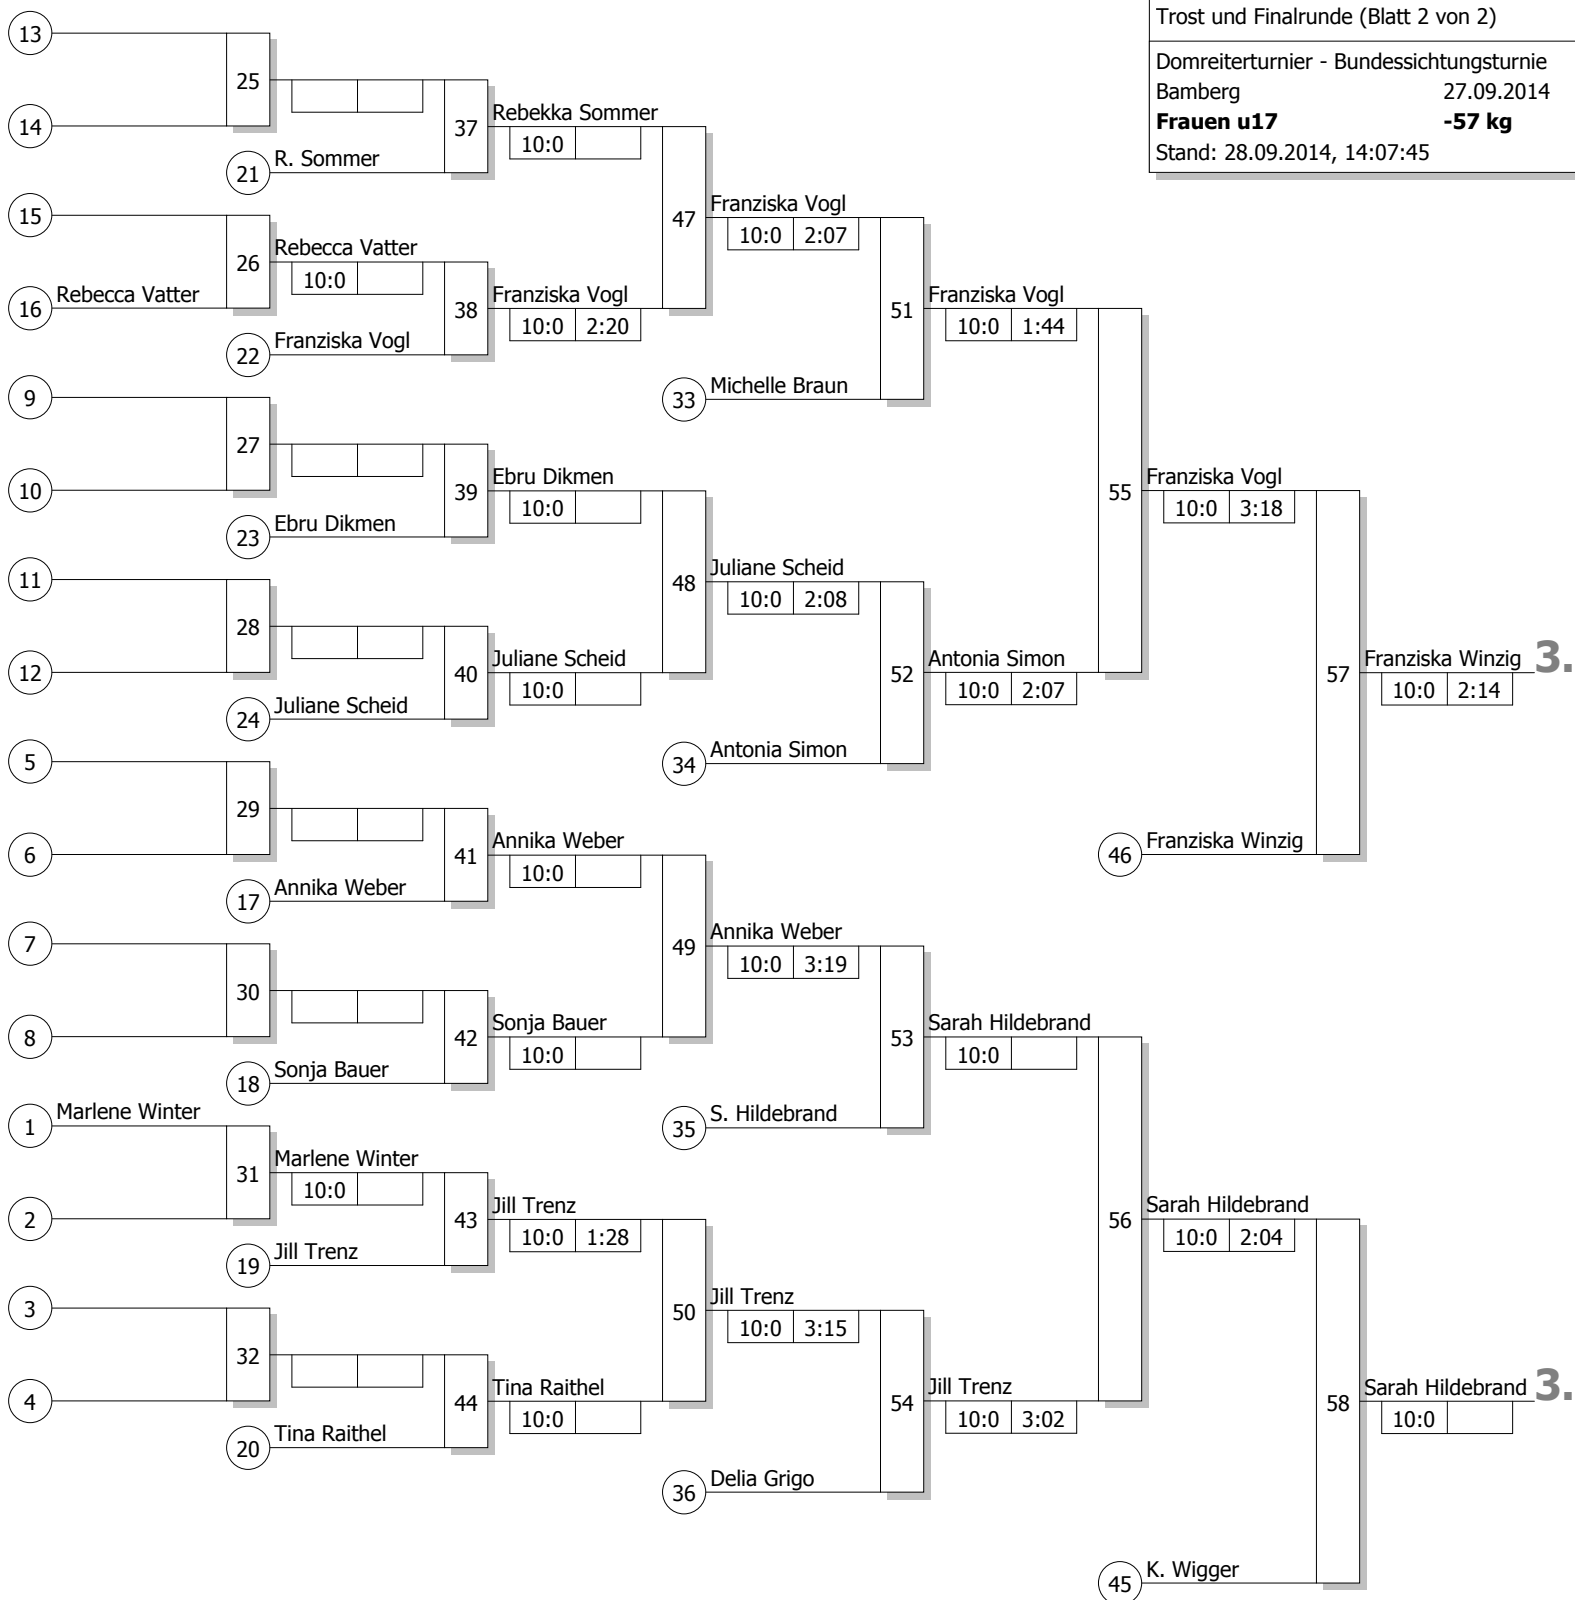 Trost und Finalrunde (Blatt 2 von 2)
Domreiterturnier - Bundessichtungsturnie
Bamberg 27.09.2014
Frauen u17 -57 kg
Stand: 28.09.2014, 14:07:45
13
25
14
37
Rebekka Sommer
10:0
21 R. Sommer
15
47
Franziska Vogl
10:0 2:07
26
Rebecca Vatter
10:0
16 Rebecca Vatter
38
Franziska Vogl
10:0 2:20
22 Franziska Vogl
51
Franziska Vogl
10:0 1:44
33 Michelle Braun
9
27
10
39
Ebru Dikmen
10:0
23 Ebru Dikmen
55
Franziska Vogl
10:0 3:18
11
48
Juliane Scheid
10:0 2:08
28
12
40
Juliane Scheid
10:0
24 Juliane Scheid
52
Antonia Simon
10:0 2:07
34 Antonia Simon
57
Franziska Winzig 3.
10:0 2:14
5
29
6
41
Annika Weber
10:0
46 Franziska Winzig
17 Annika Weber
7
49
Annika Weber
10:0 3:19
30
8
42
Sonja Bauer
10:0
18 Sonja Bauer
53
Sarah Hildebrand
10:0
35 S. Hildebrand
1 Marlene Winter
31
Marlene Winter
10:0
2
43
Jill Trenz
10:0 1:28
19 Jill Trenz
56
Sarah Hildebrand
10:0 2:04
3
50
Jill Trenz
10:0 3:15
32
4
44
Tina Raithel
10:0
20 Tina Raithel
54
Jill Trenz
10:0 3:02
36 Delia Grigo
58
Sarah Hildebrand 3.
10:0
45 K. Wigger